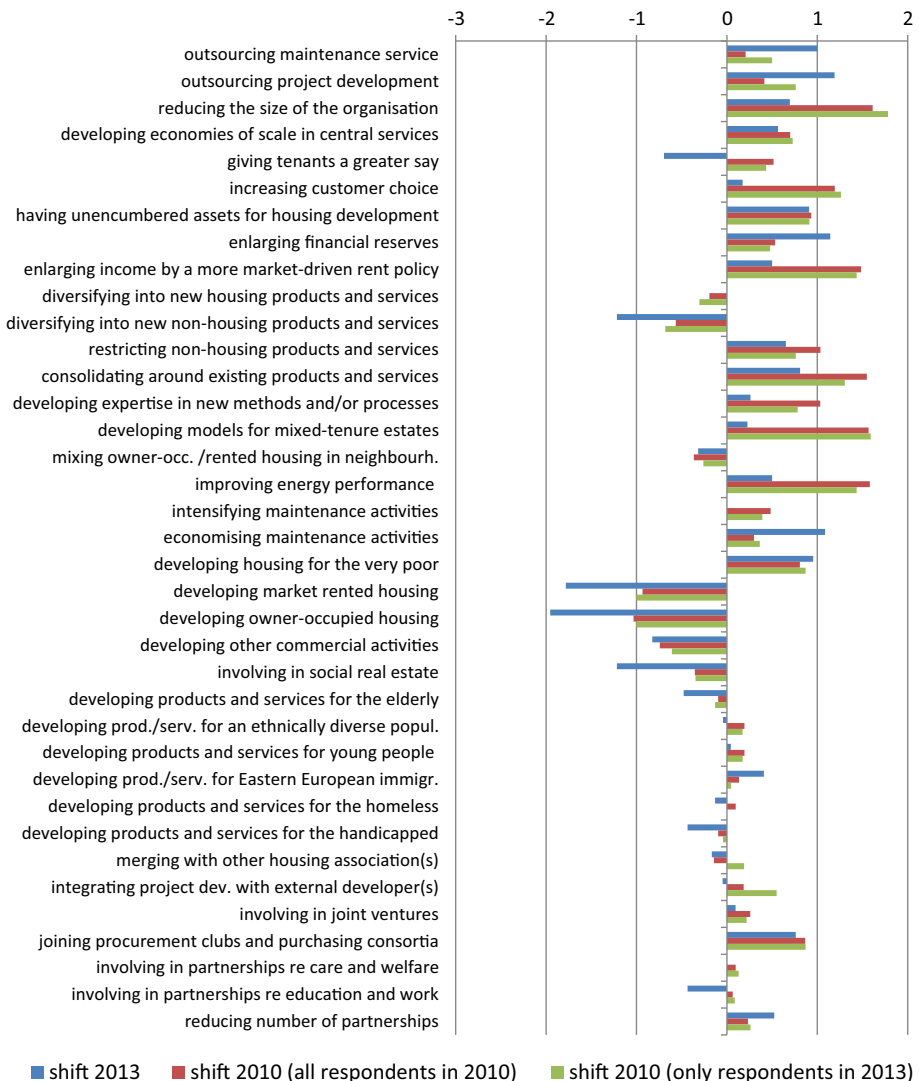 -3 -2 -1 0 1 2
outsourcing maintenance service
outsourcing project development
reducing the size of the organisation
developing economies of scale in central services
giving tenants a greater say
increasing customer choice
having unencumbered assets for housing development
enlarging financial reserves
enlarging income by a more market-driven rent policy
diversifying into new housing products and services
diversifying into new non-housing products and services
restricting non-housing products and services
consolidating around existing products and services
developing expertise in new methods and/or processes
developing models for mixed-tenure estates
mixing owner-occ. /rented housing in neighbourh.
improving energy performance
intensifying maintenance activities
economising maintenance activities
developing housing for the very poor
developing market rented housing
developing owner-occupied housing
developing other commercial activities
involving in social real estate
developing products and services for the elderly
developing prod./serv. for an ethnically diverse popul.
developing products and services for young people
developing prod./serv. for Eastern European immigr.
developing products and services for the homeless
developing products and services for the handicapped
merging with other housing association(s)
integrating project dev. with external developer(s)
involving in joint ventures
joining procurement clubs and purchasing consortia
involving in partnerships re care and welfare
involving in partnerships re education and work
reducing number of partnerships
shift 2013 shift 2010 (all respondents in 2010) shift 2010 (only respondents in 2013)